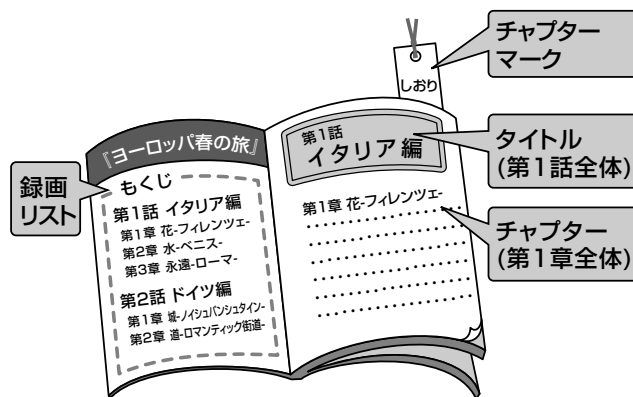 チャプター
マーク
しおり
『ヨーロッパ春の旅』
第1話
イタリア編
タイトル
(第1話全体)
録画
リスト
もくじ
第1話 イタリア編
第1章 花-フィレンツェ-
第2章 水-ベニス-
第3章 永遠-ローマ-
第2話 ドイツ編
第1章 城-ノイシュバンシュタイン-
第2章 道-ロマンティック街道-
第1章 花-フィレンツェ-
チャプター
(第1章全体)